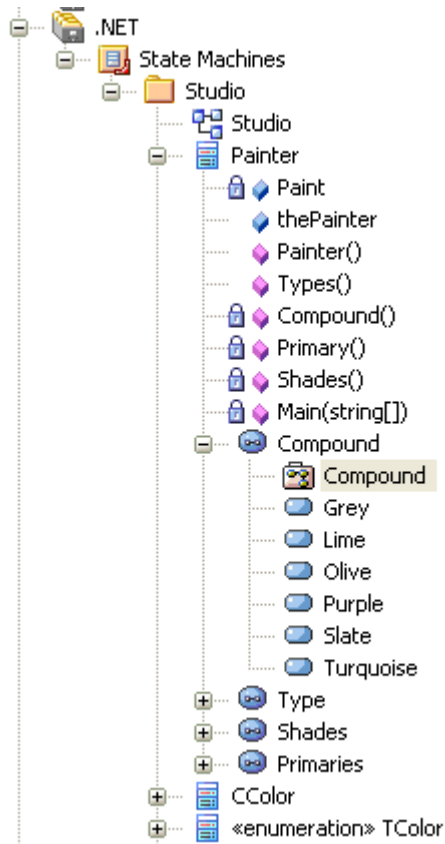 .NET
State Machines
Studio
Studio
Painter
Paint
thePainter
Painter()
Types()
Compound()
Primary()
Shades()
Main(string[])
Compound
Compound
Grey
Lime
Olive
Purple
Slate
Turquoise
Type
Shades
Primaries
CColor
«enumeration» TColor